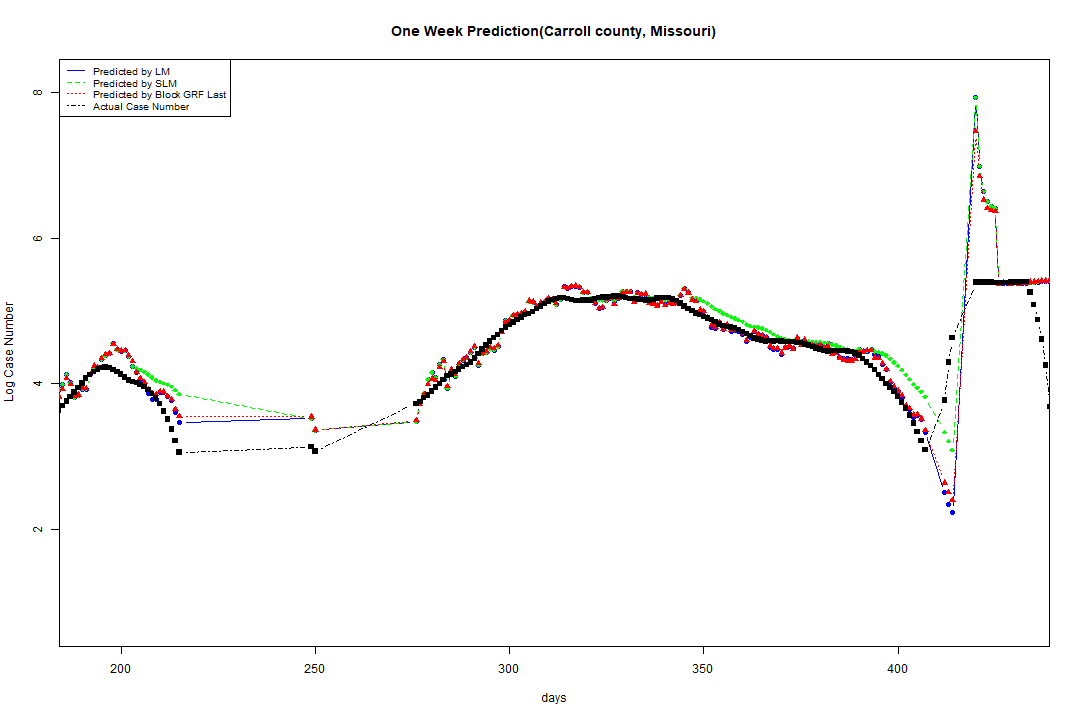 One Week Prediction(Carroll county, Missouri)
Predicted by LM
Predicted by SLM
Predicted by Block GRF Last
Actual Case Number
8
6
4
2
Log Case Number
200 250 300 350 400
days